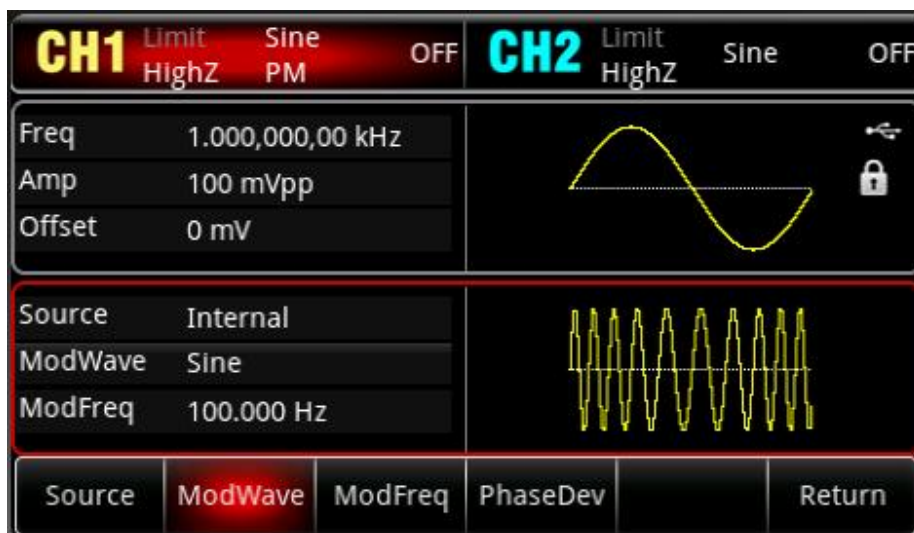 CH1 Limit Sine OFF
HighZ PM
CH2 Limit Sine OFF
HighZ
Freq 1.000,000,00 kHz
Amp 100 mVpp
Offset 0 mV
Source Internal
ModWave Sine
ModFreq 100.000 Hz
Source ModWave ModFreq PhaseDev Return